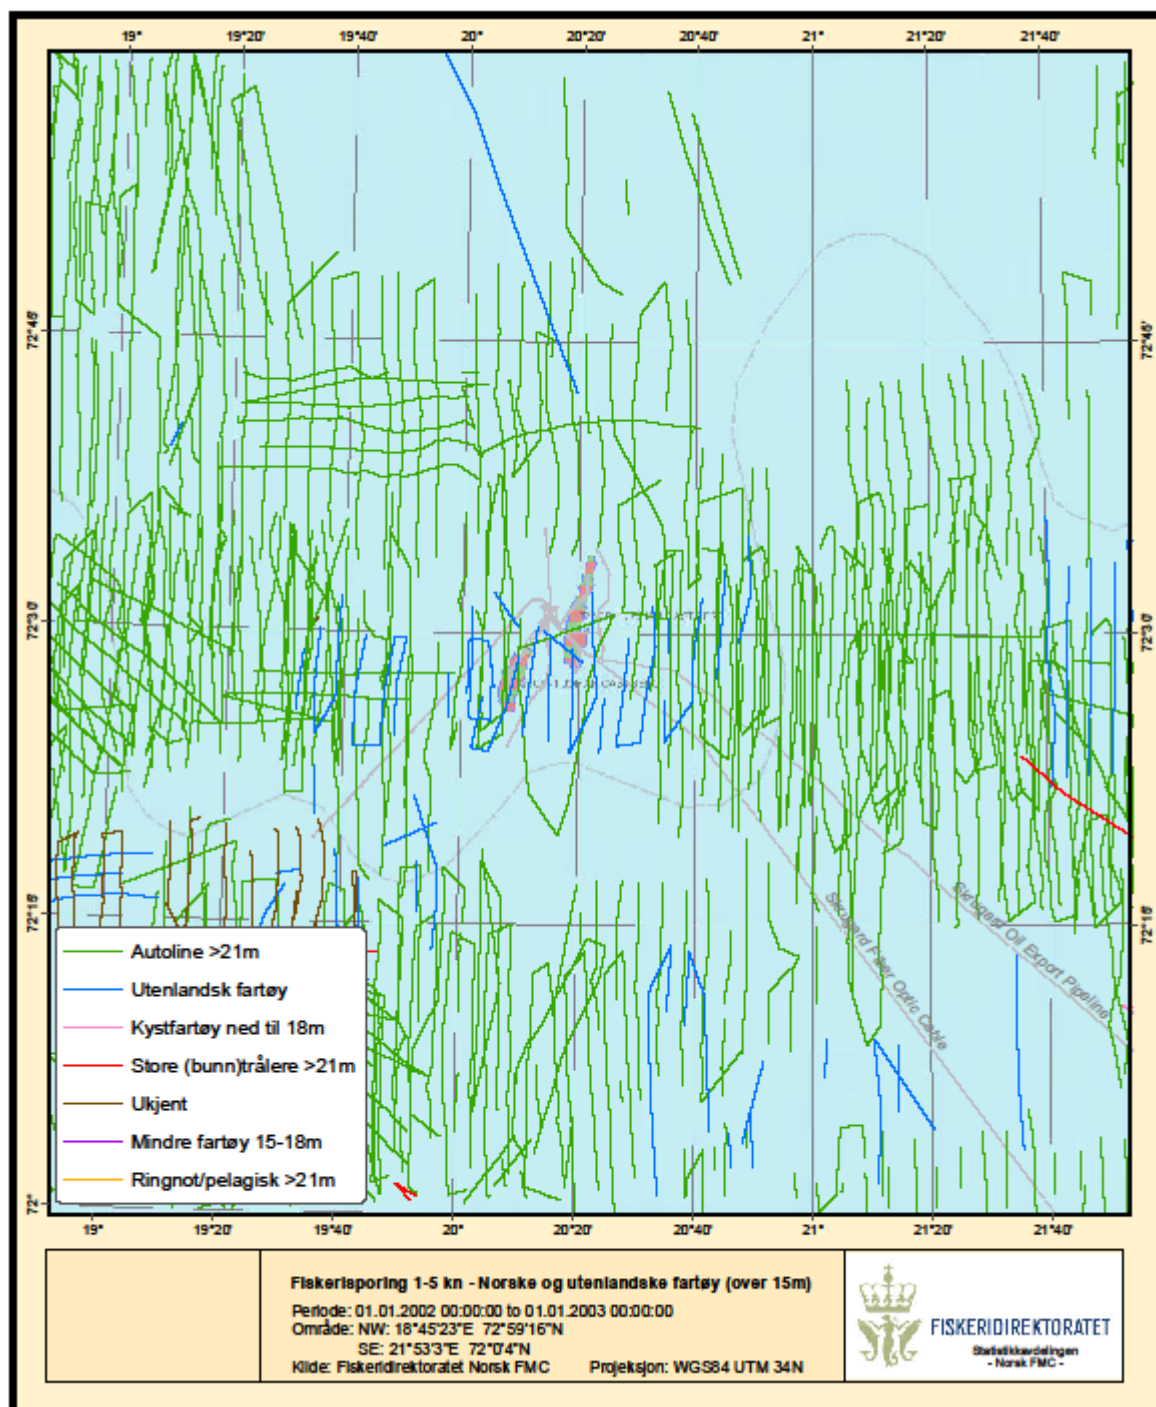 19° 19°20' 19°40' 20° 20°20' 20°40' 21° 21°20' 21°40'
72°45' 72°45'
72°30' 72°30'
72°15' 72°15'
Skrugard Oil Export Pipeline
Skrugard Fiber Optic Cable
Autoline >21m
Utenlandsk fartøy
Kystfartøy ned til 18m
Store (bunn)trålere >21m
Ukjent
Mindre fartøy 15-18m
Ringnot/pelagisk >21m
72°
19° 19°20' 19°40' 20° 20°20' 20°40' 21° 21°20' 21°40'
Fiskerisporing 1-5 kn - Norske og utenlandske fartøy (over 15m)
Periode: 01.01.2002 00:00:00 to 01.01.2003 00:00:00
Område: NW: 18°45'23"E 72°59'16"N
SE: 21°53'3"E 72°0'4"N
Kilde: Fiskeridirektoratet Norsk FMC Projeksjon: WGS84 UTM 34N
FISKERIDIREKTORATET
Statistikkavdelingen
- Norsk FMC -